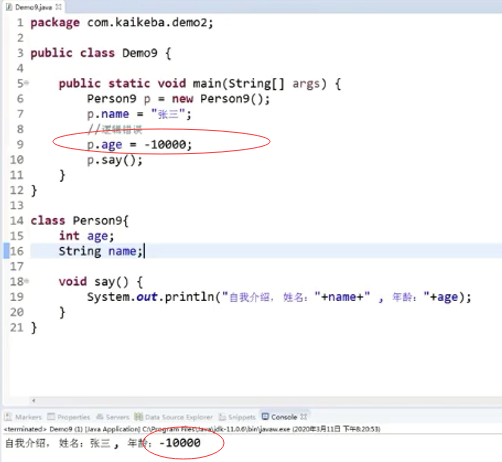 Demo9.java
1 package com.kaikeba.demo2;
2
3 public class Demo9 {
4
5 public static void main(String[] args) {
6 Person9 p = new Person9();
7 p.name = "张三";
8 //逻辑错误
9 p.age = -10000;
10 p.say();
11 }
12 }
13
14 class Person9{
15 int age;
16 String name;
17
18 void say() {
19 System.out.println("自我介绍, 姓名:"+name+" , 年龄:"+age);
20 }
21 }
Markers Properties Servers Data Source Explorer Snippets Console
<terminated> Demo9 (1) [Java Application] C:\Program Files\Java\jdk-11.0.6\bin\javaw.exe (2020年3月11日 下午8:20:53)
自我介绍, 姓名:张三 , 年龄:-10000